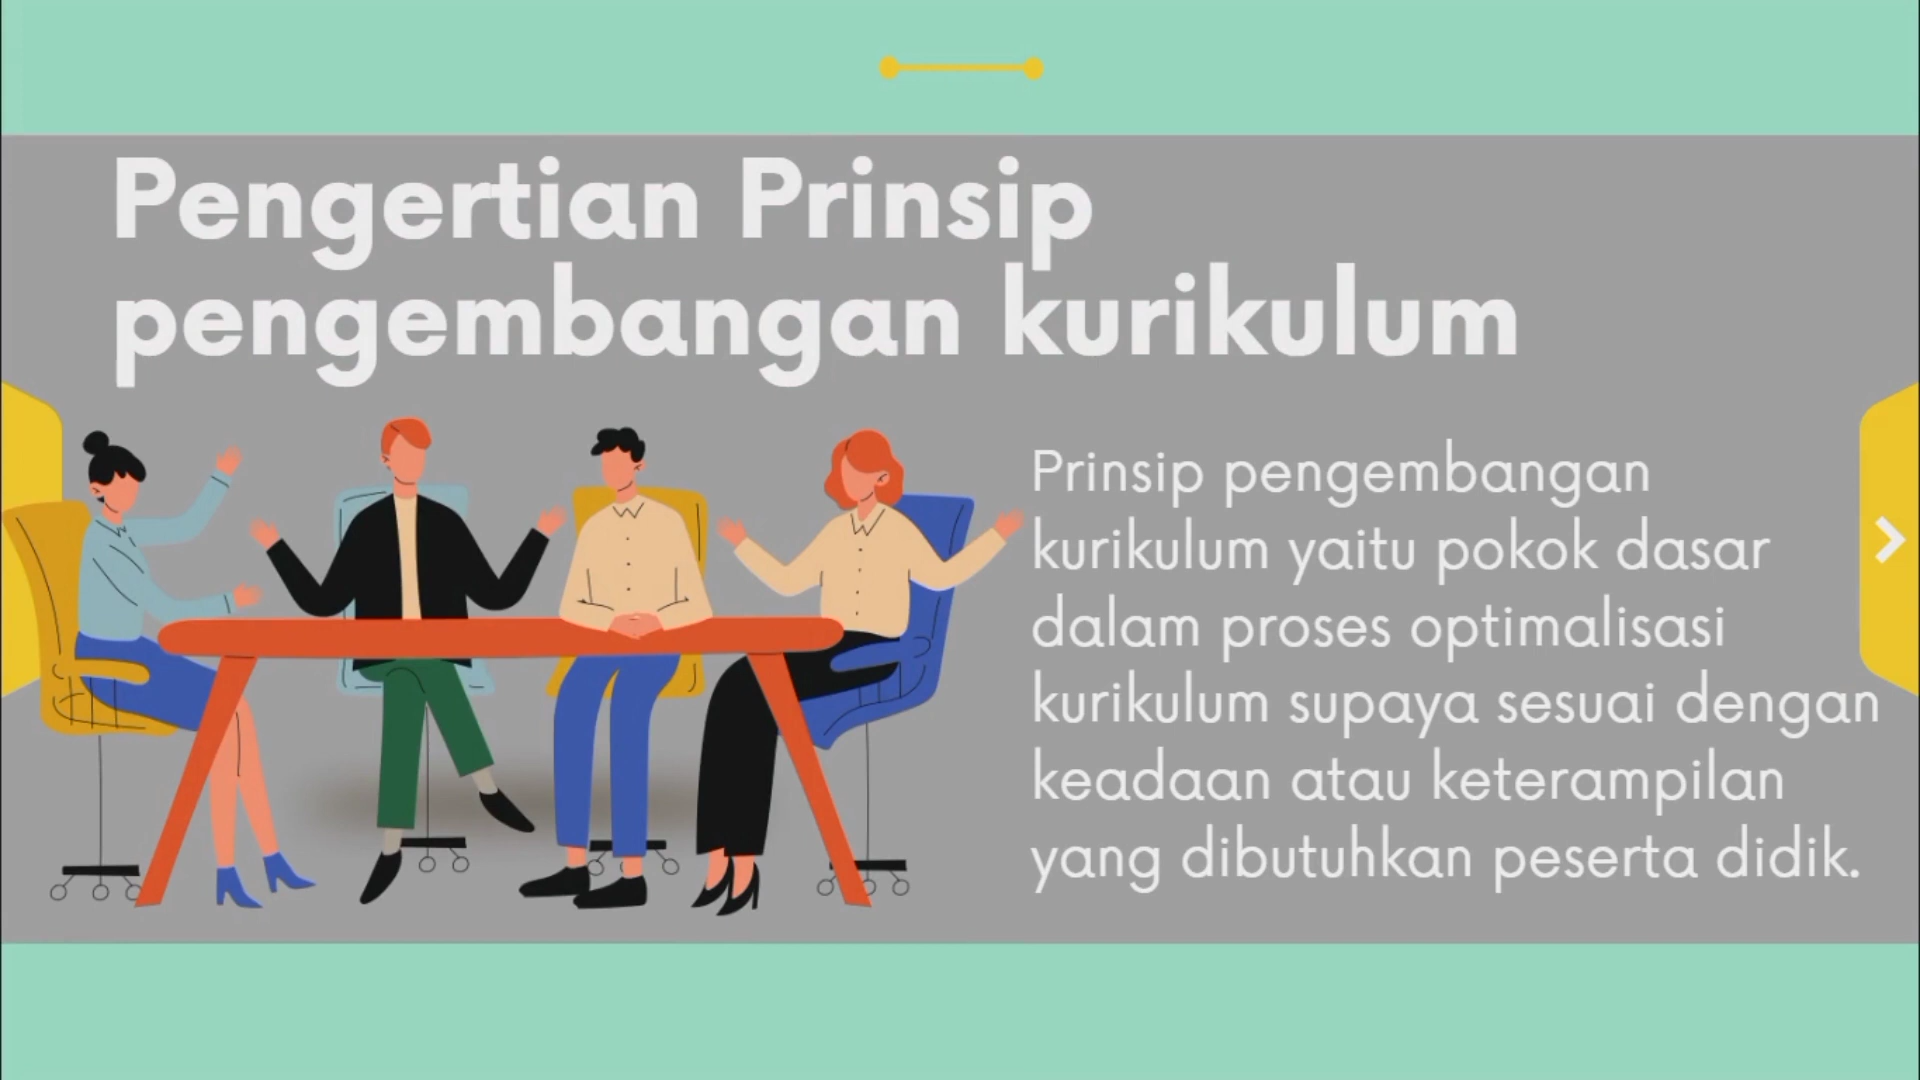 Pengertian Prinsip
pengembangan kurikulum
Prinsip pengembangan
kurikulum yaitu pokok dasar
dalam proses optimalisasi
kurikulum supaya sesuai dengan
keadaan atau keterampilan
yang dibutuhkan peserta didik.